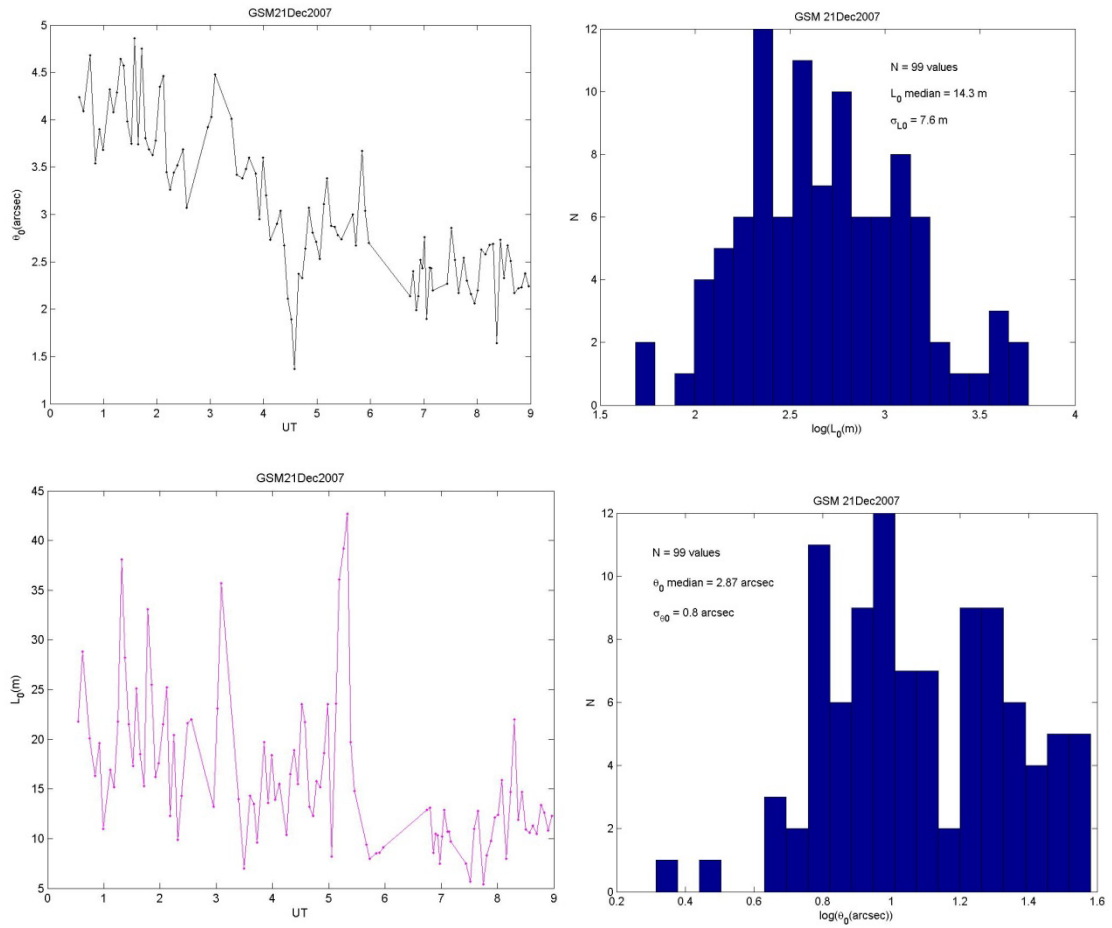 GSM21Dec2007
5
4.5
4
3.5
3
2.5
2
1.5
1
θ0(arcsec)
0 1 2 3 4 5 6 7 8 9
UT
GSM 21Dec2007
N = 99 values
L0 median = 14.3 m
σL0 = 7.6 m
12
10
8
6
4
2
0
N
1.5 2 2.5 3 3.5 4
log(L0(m))
GSM21Dec2007
45
40
35
30
25
20
15
10
5
L0(m)
0 1 2 3 4 5 6 7 8 9
UT
GSM 21Dec2007
N = 99 values
θ0 median = 2.87 arcsec
σθ0 = 0.8 arcsec
12
10
8
6
4
2
0
N
0.2 0.4 0.6 0.8 1 1.2 1.4 1.6
log(θ0(arcsec))